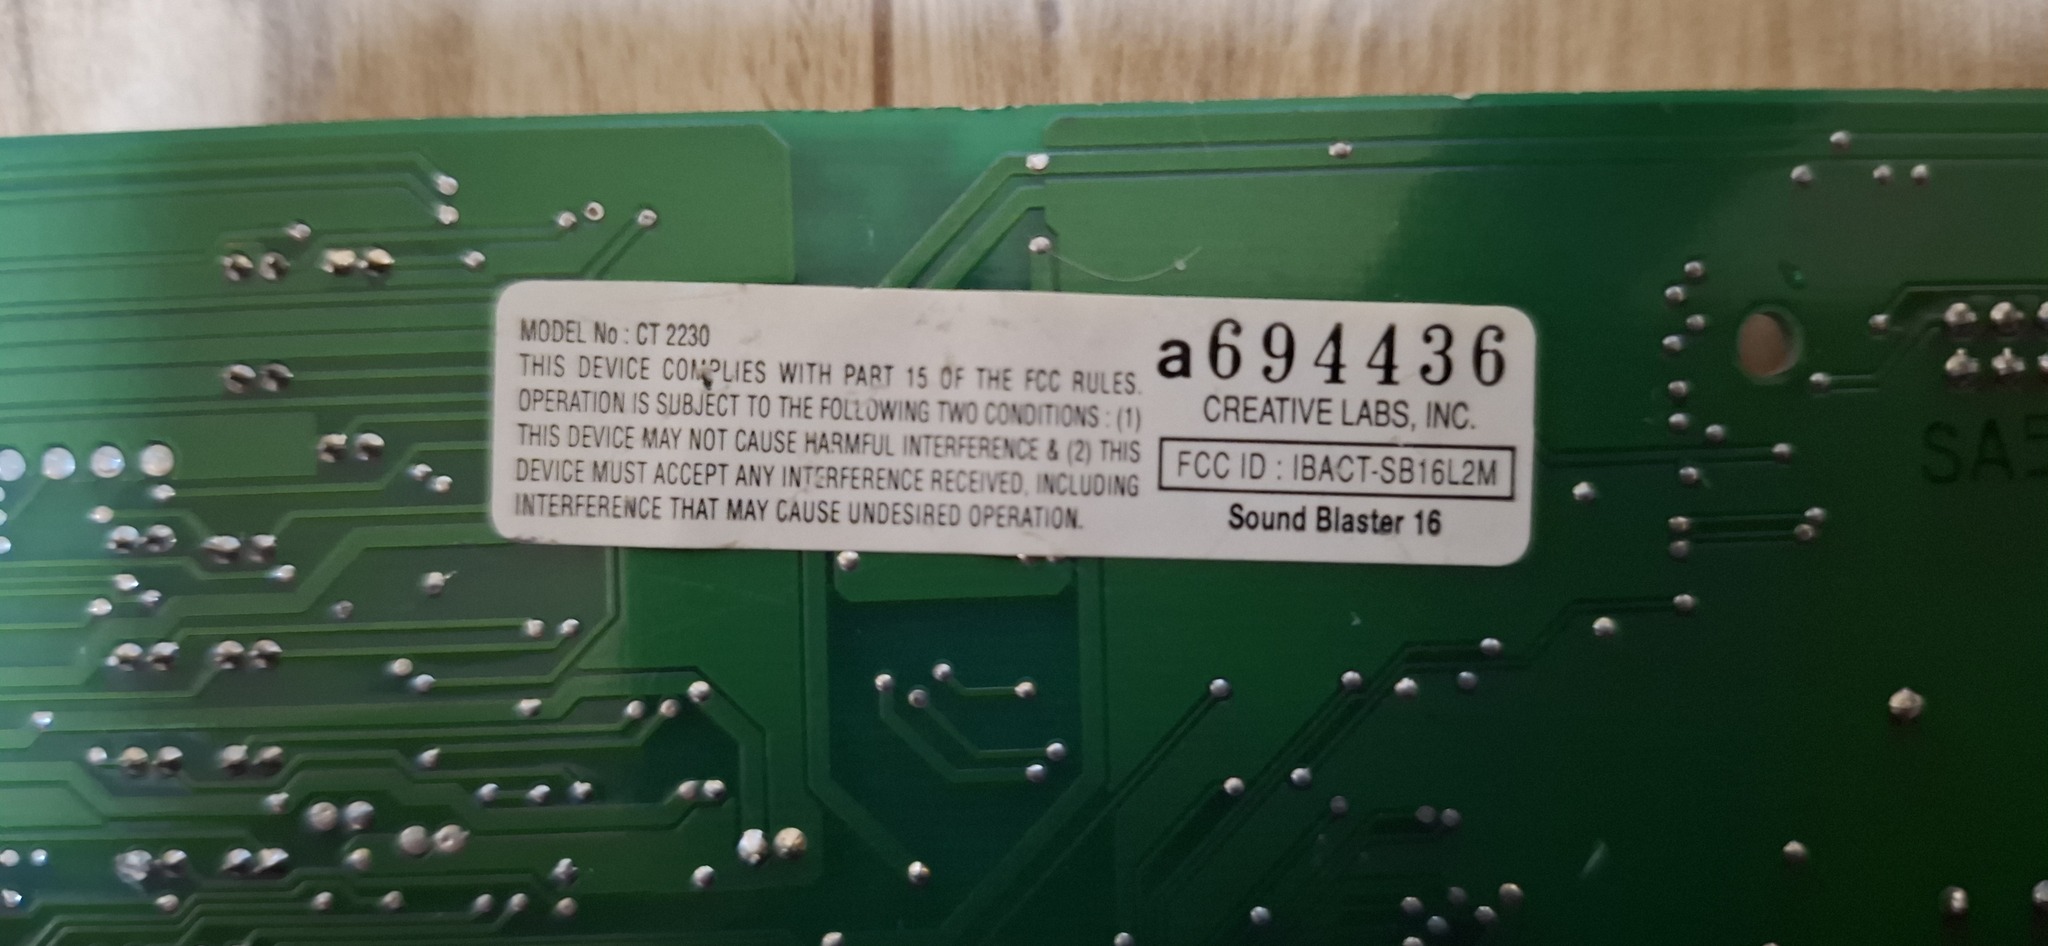 MODEL No : CT 2230
THIS DEVICE COMPLIES WITH PART 15 OF THE FCC RULES.
OPERATION IS SUBJECT TO THE FOLLOWING TWO CONDITIONS : (1)
THIS DEVICE MAY NOT CAUSE HARMFUL INTERFERENCE & (2) THIS
DEVICE MUST ACCEPT ANY INTERFERENCE RECEIVED, INCLUDING
INTERFERENCE THAT MAY CAUSE UNDESIRED OPERATION.
a694436
CREATIVE LABS, INC.
FCC ID : IBACT-SB16L2M
Sound Blaster 16